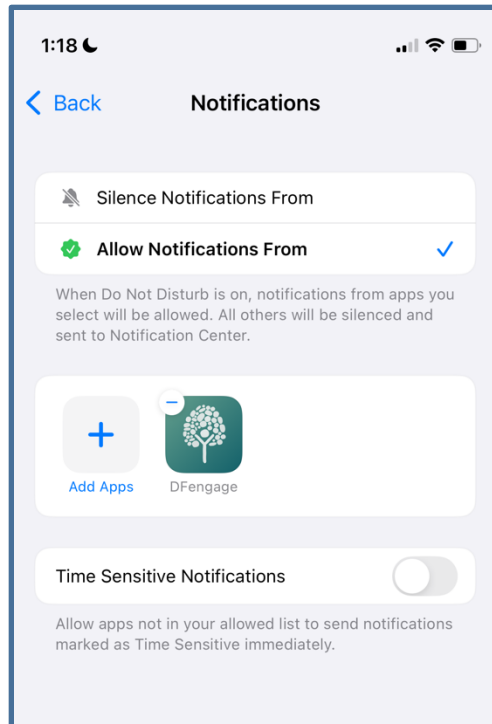 1:18
Back
Notifications
Silence Notifications From
Allow Notifications From
When Do Not Disturb is on, notifications from apps you
select will be allowed. All others will be silenced and
sent to Notification Center.
Add Apps
DFengage
Time Sensitive Notifications
Allow apps not in your allowed list to send notifications
marked as Time Sensitive immediately.